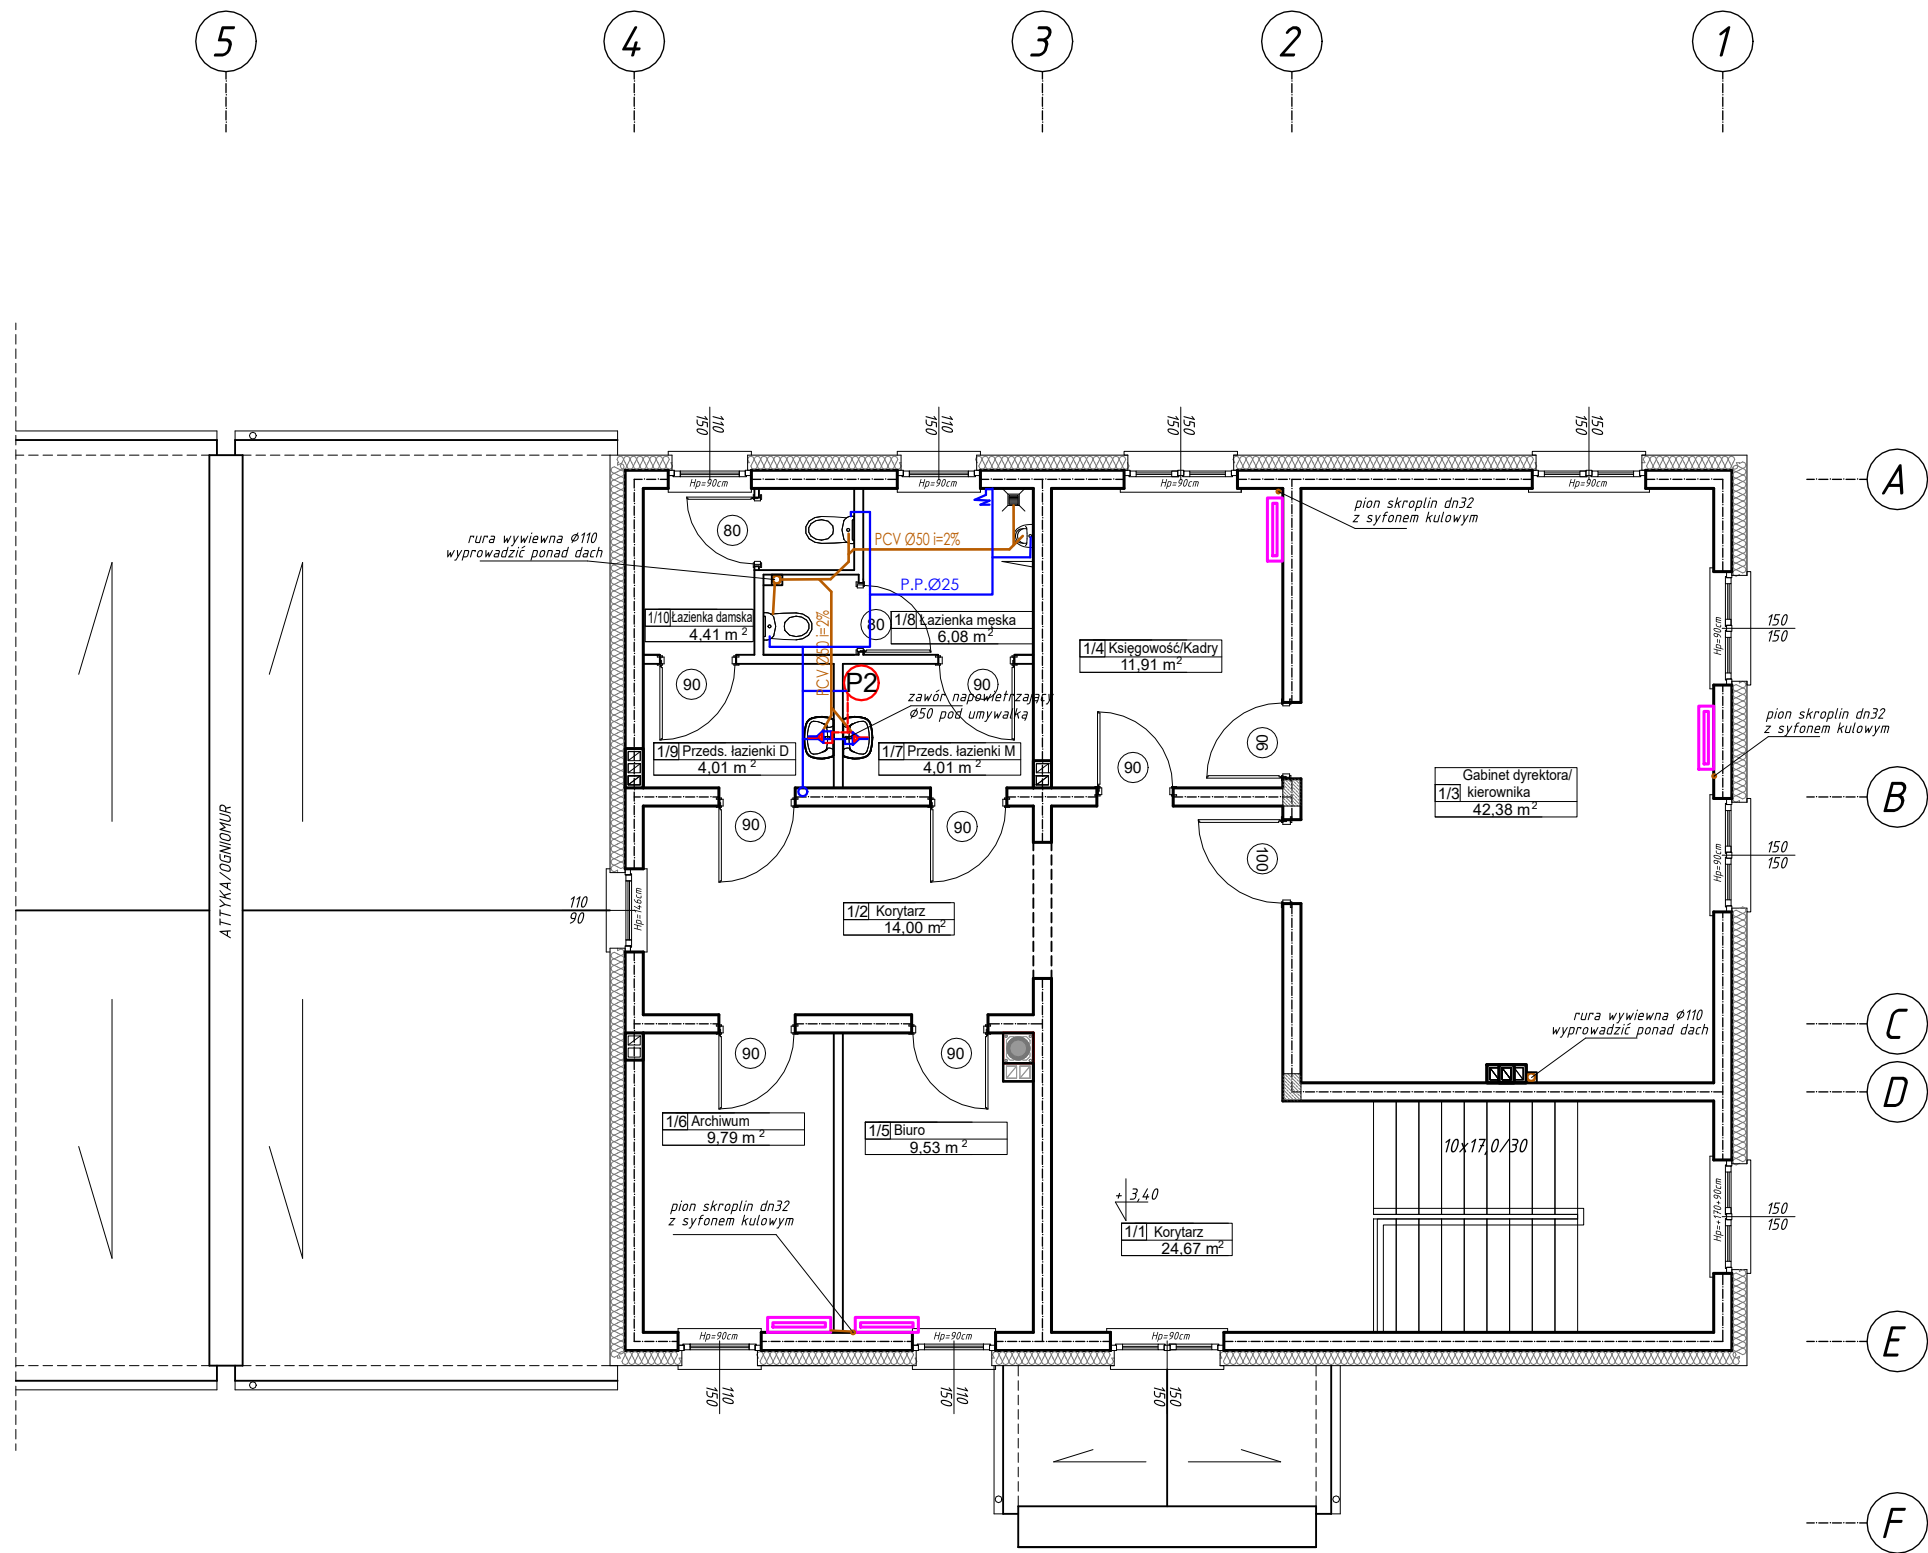 5
4
3
2
1
110
150
110
150
150
150
150
150
Hp=90cm
Hp=90cm
Hp=90cm
Hp=90cm
A
pion skroplin dn32
z syfonem kulowym
rura wywiewna Ø110
wyprowadzić ponad dach
80
PCV Ø50 i=2%
P.P.Ø25
PCV Ø50 i=2%
1/10 Łazienka damska
4,41 m²
80
1/8 Łazienka męska
6,08 m²
1/4 Księgowość/Kadry
11,91 m²
Hp=90cm
150
150
90
P2
90
zawór napowietrzający
Ø50 pod umywalką
pion skroplin dn32
z syfonem kulowym
1/9 Przeds. łazienki D
4,01 m²
1/7 Przeds. łazienki M
4,01 m²
90
90
Gabinet dyrektora/
1/3 kierownika
42,38 m²
B
90
90
100
Hp=90cm
150
150
ATTYKA/OGNIOMUR
110
90
Hp=146cm
1/2 Korytarz
14,00 m²
rura wywiewna Ø110
wyprowadzić ponad dach
C
90
90
D
1/6 Archiwum
9,79 m²
1/5 Biuro
9,53 m²
10x17,0/30
+ 3,40
pion skroplin dn32
z syfonem kulowym
1/1 Korytarz
24,67 m²
Hp=+170+90cm
150
150
Hp=90cm
Hp=90cm
Hp=90cm
E
110
150
110
150
150
150
F